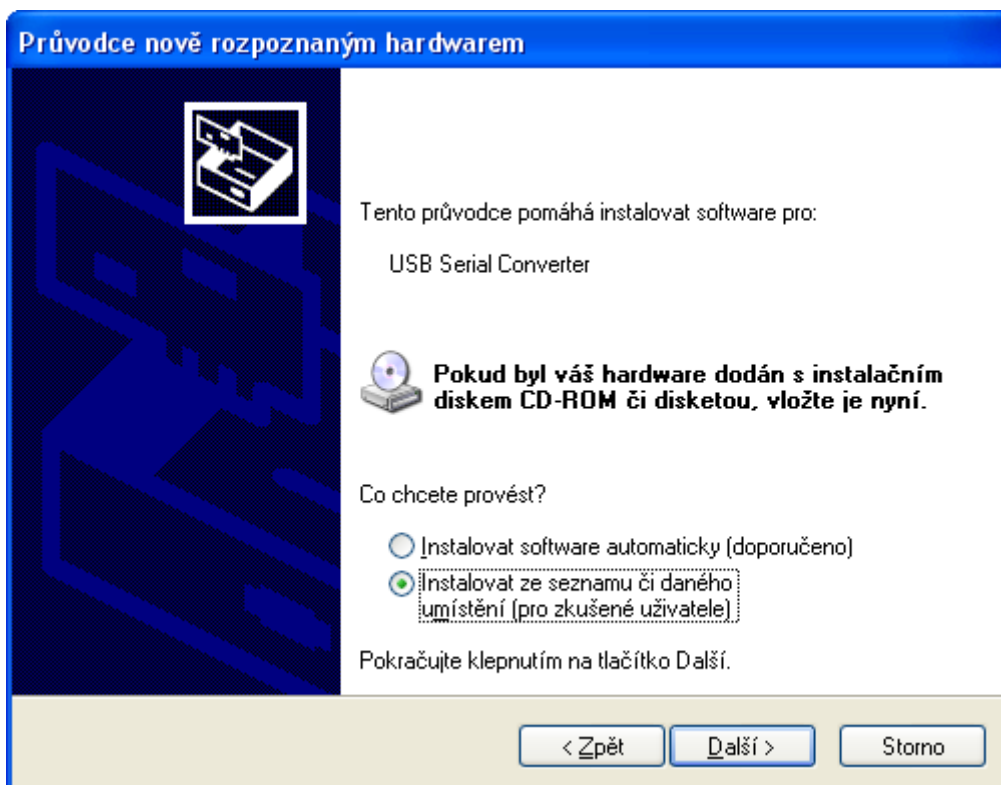 Průvodce nově rozpoznaným hardwarem
Tento průvodce pomáhá instalovat software pro:
USB Serial Converter
Pokud byl váš hardware dodán s instalačním
diskem CD-ROM či disketou, vložte je nyní.
Co chcete provést?
Instalovat software automaticky (doporučeno)
Instalovat ze seznamu či daného
umístění (pro zkušené uživatele)
Pokračujte klepnutím na tlačítko Další.
< Zpět
Další >
Storno